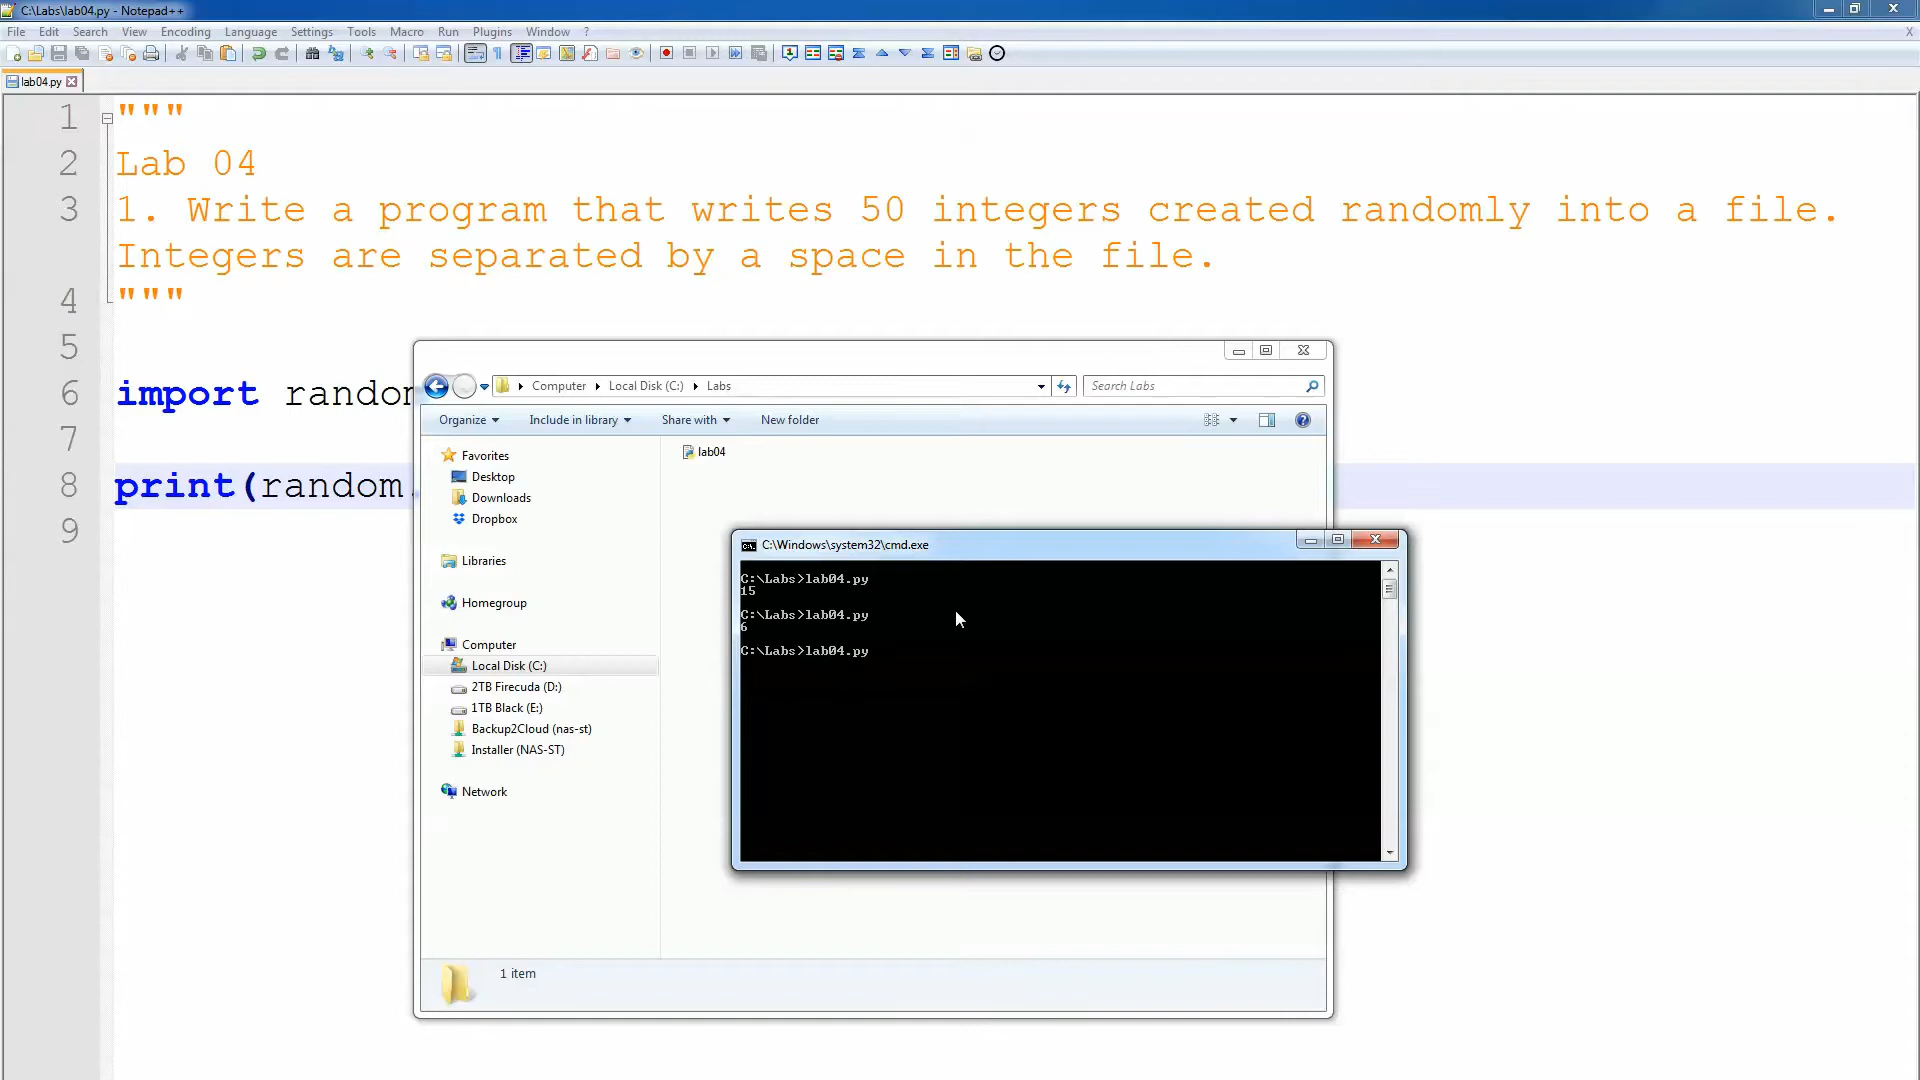 C:\Labs\lab04.py - Notepad++
File Edit Search View Encoding Language Settings Tools Macro Run Plugins Window ? X
lab04.py
1 """
2 Lab 04
3 1. Write a program that writes 50 integers created randomly into a file.
Integers are separated by a space in the file.
4 """
5
6 import random
7
8 print(random.
9
Computer Local Disk (C:) Labs Search Labs
Organize Include in library Share with New folder
Favorites
Desktop
Downloads
Dropbox
Libraries
Homegroup
Computer
Local Disk (C:)
2TB Firecuda (D:)
1TB Black (E:)
Backup2Cloud (nas-st)
Installer (NAS-ST)
Network
lab04
1 item
C:\Windows\system32\cmd.exe
C:\Labs>lab04.py
15
C:\Labs>lab04.py
6
C:\Labs>lab04.py